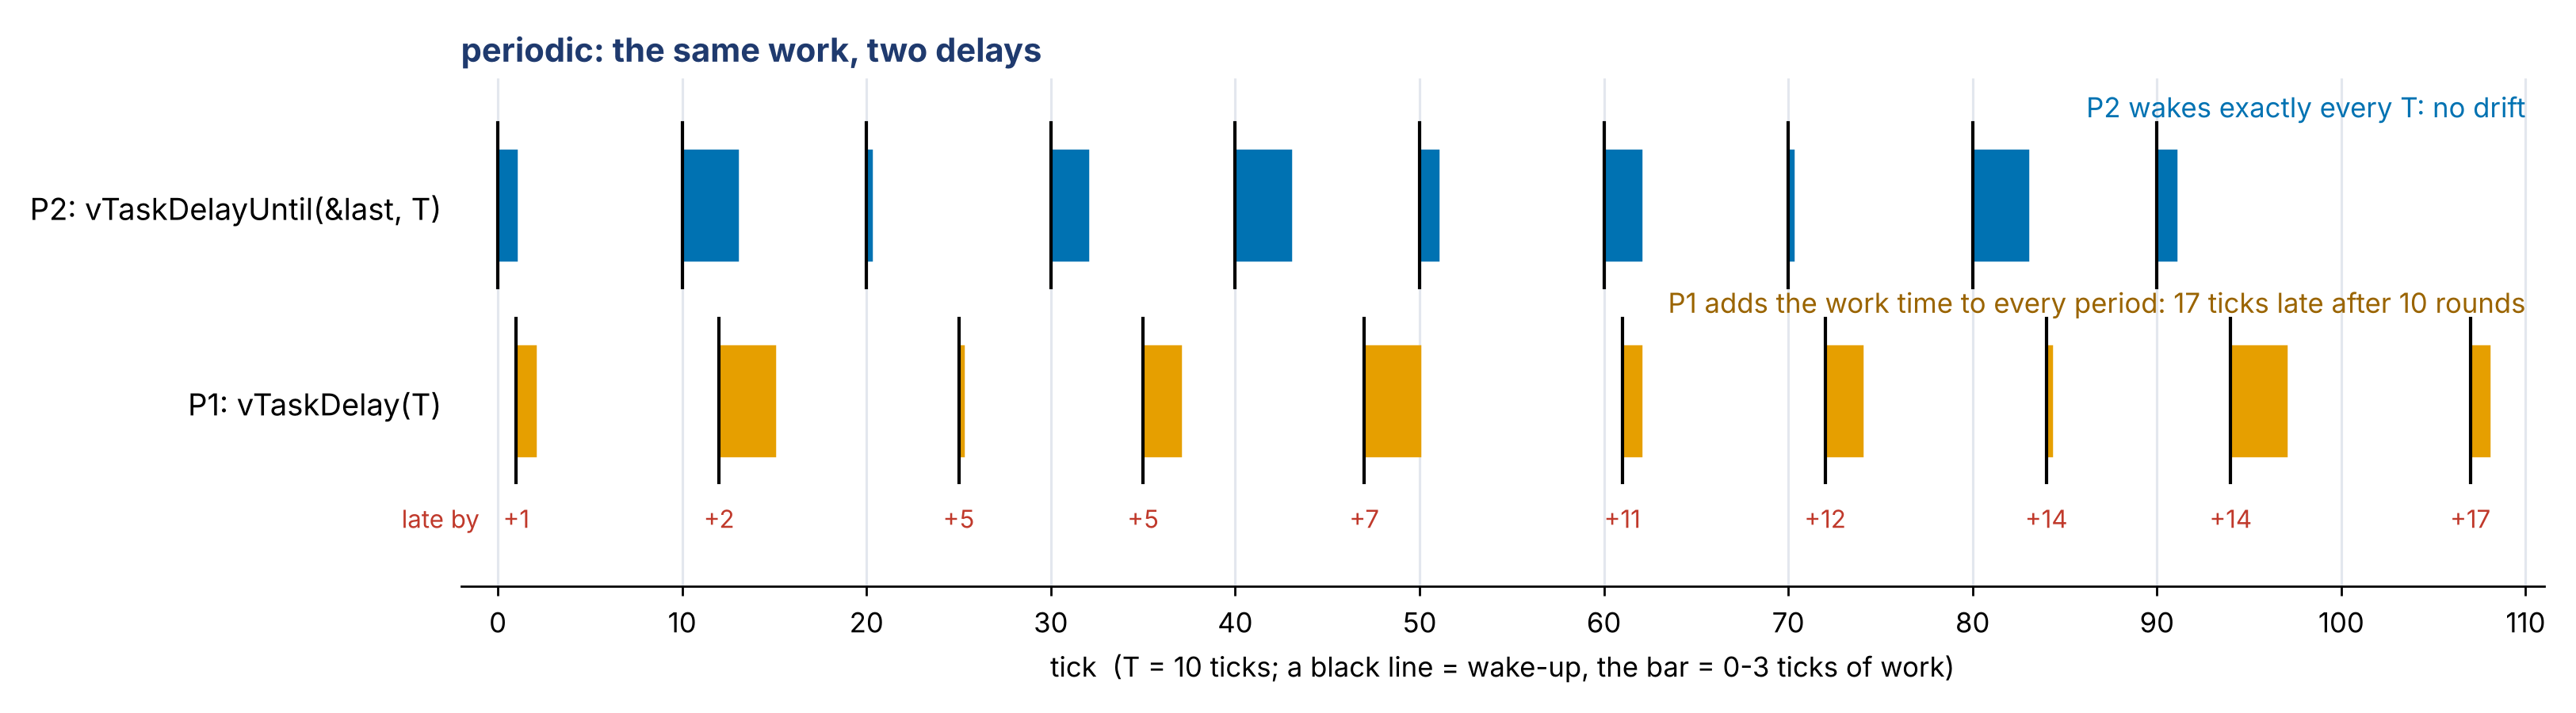 periodic: the same work, two delays
P2 wakes exactly every T: no drift
P2: vTaskDelayUntil(&last, T)
P1 adds the work time to every period: 17 ticks late after 10 rounds
P1: vTaskDelay(T)
late by +1 +2 +5 +5 +7 +11 +12 +14 +14 +17
0 10 20 30 40 50 60 70 80 90 100 110
tick (T = 10 ticks; a black line = wake-up, the bar = 0-3 ticks of work)